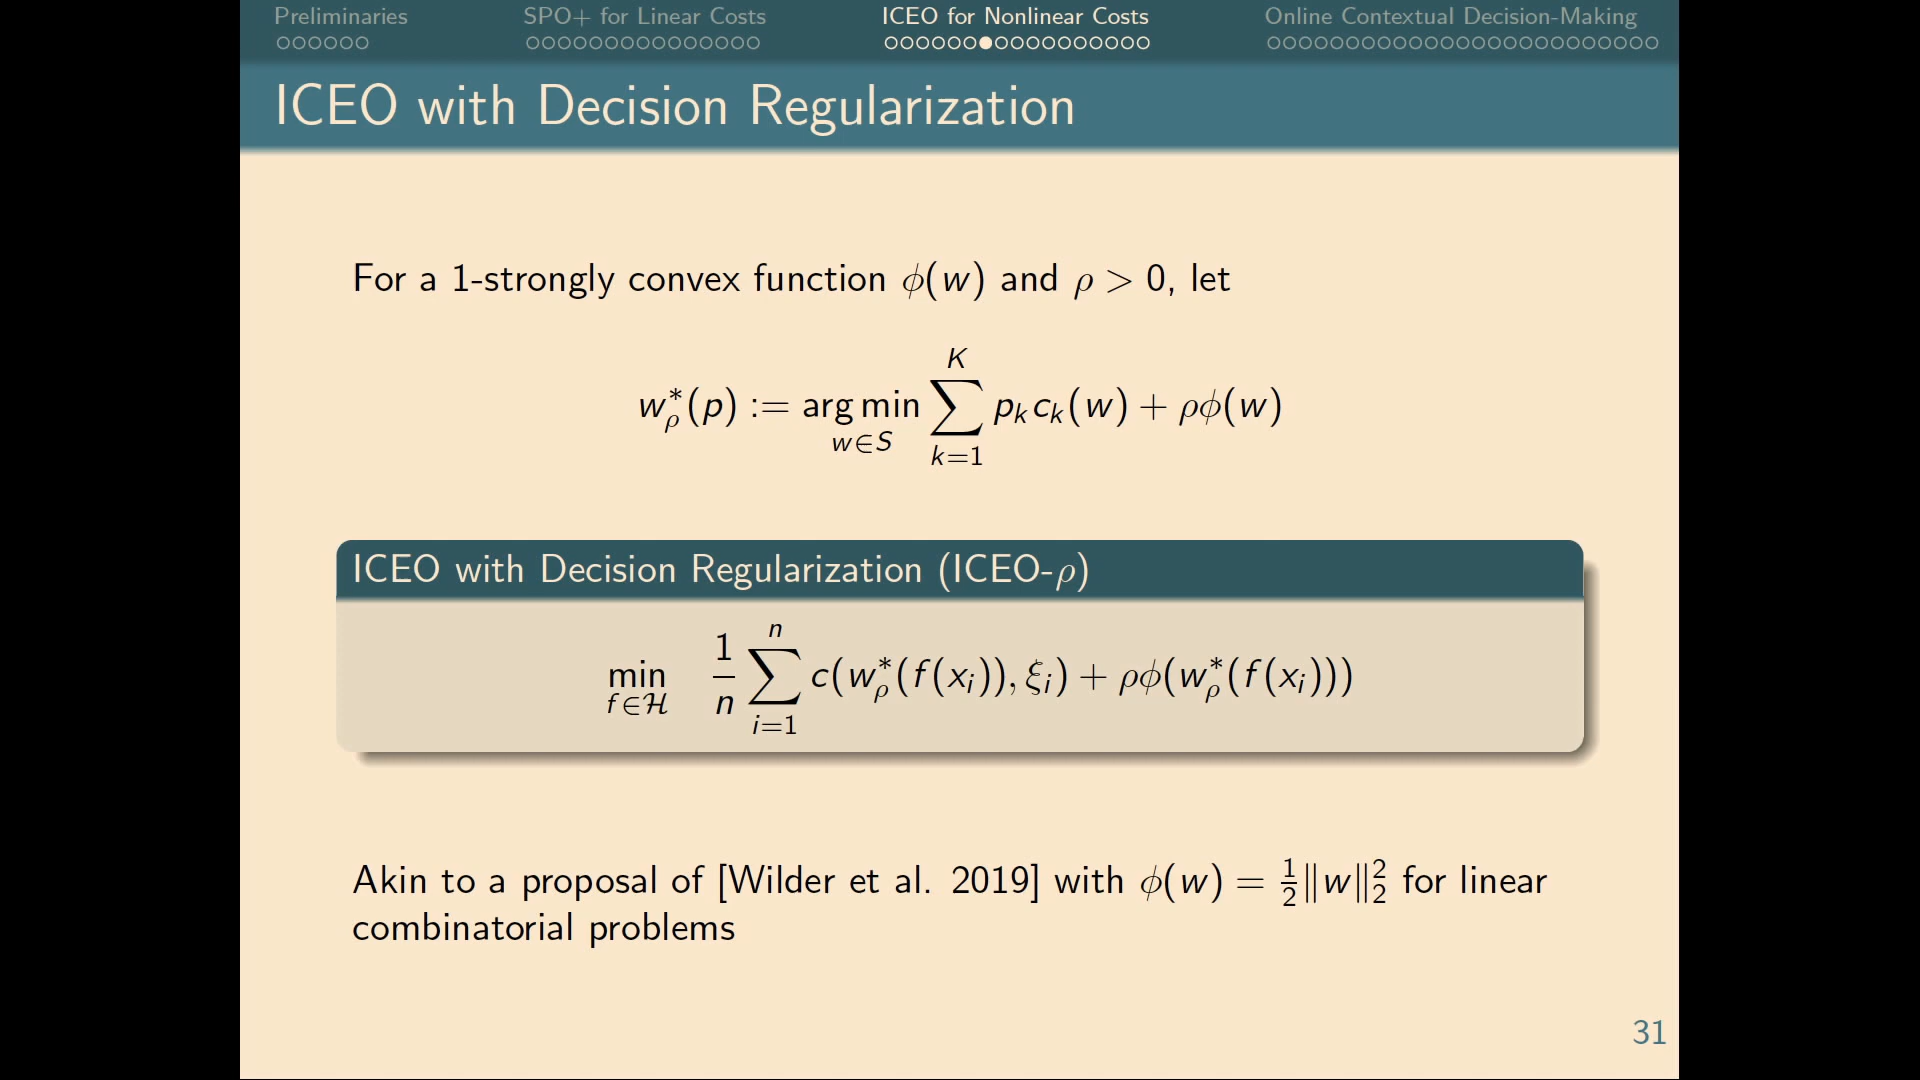 Preliminaries SPO+ for Linear Costs ICEO for Nonlinear Costs Online Contextual Decision-Making
ICEO with Decision Regularization
For a 1-strongly convex function ϕ(w) and ρ > 0, let
w*_ρ(p) := arg min_{w∈S} ∑_{k=1}^{K} p_k c_k(w) + ρϕ(w)
ICEO with Decision Regularization (ICEO-ρ)
min_{f∈ℋ} 1/n ∑_{i=1}^{n} c(w*_ρ(f(x_i)), ξ_i) + ρϕ(w*_ρ(f(x_i)))
Akin to a proposal of [Wilder et al. 2019] with ϕ(w) = 1/2‖w‖²₂ for linear
combinatorial problems
31